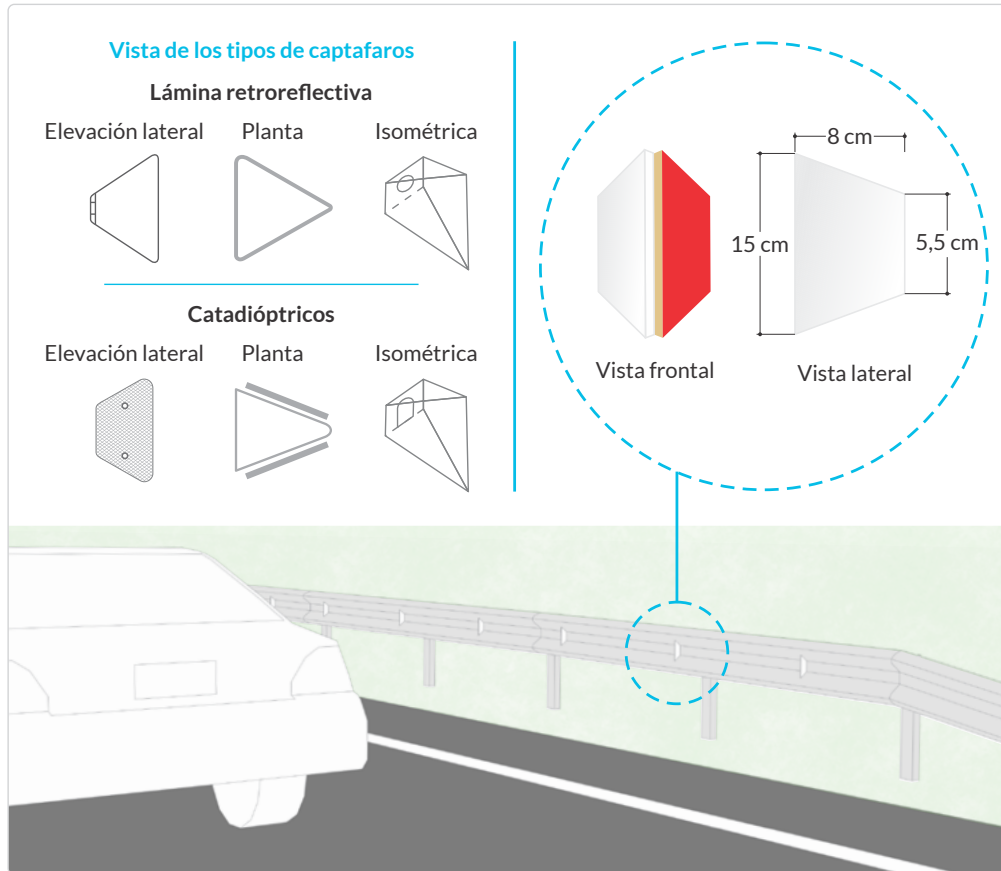 Vista de los tipos de captafaros
Lámina retroreflectiva
Elevación lateral
Planta
Isométrica
Catadióptricos
Elevación lateral
Planta
Isométrica
8 cm
15 cm
5,5 cm
Vista frontal
Vista lateral